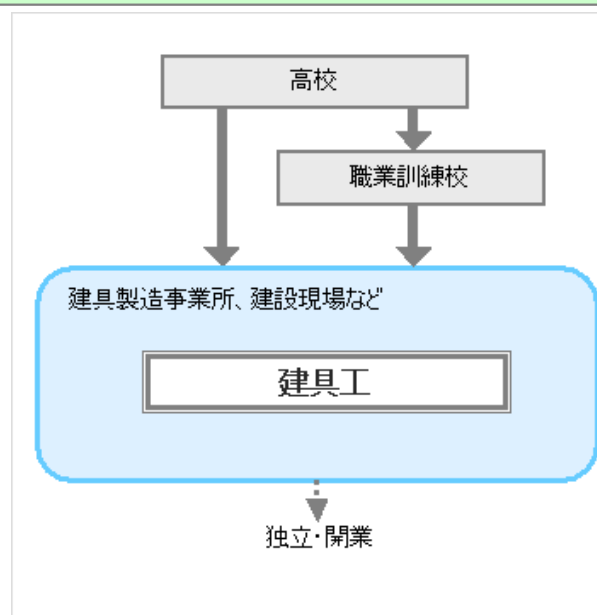 高校
職業訓練校
建具製造事業所、建設現場など
建具工
独立・開業